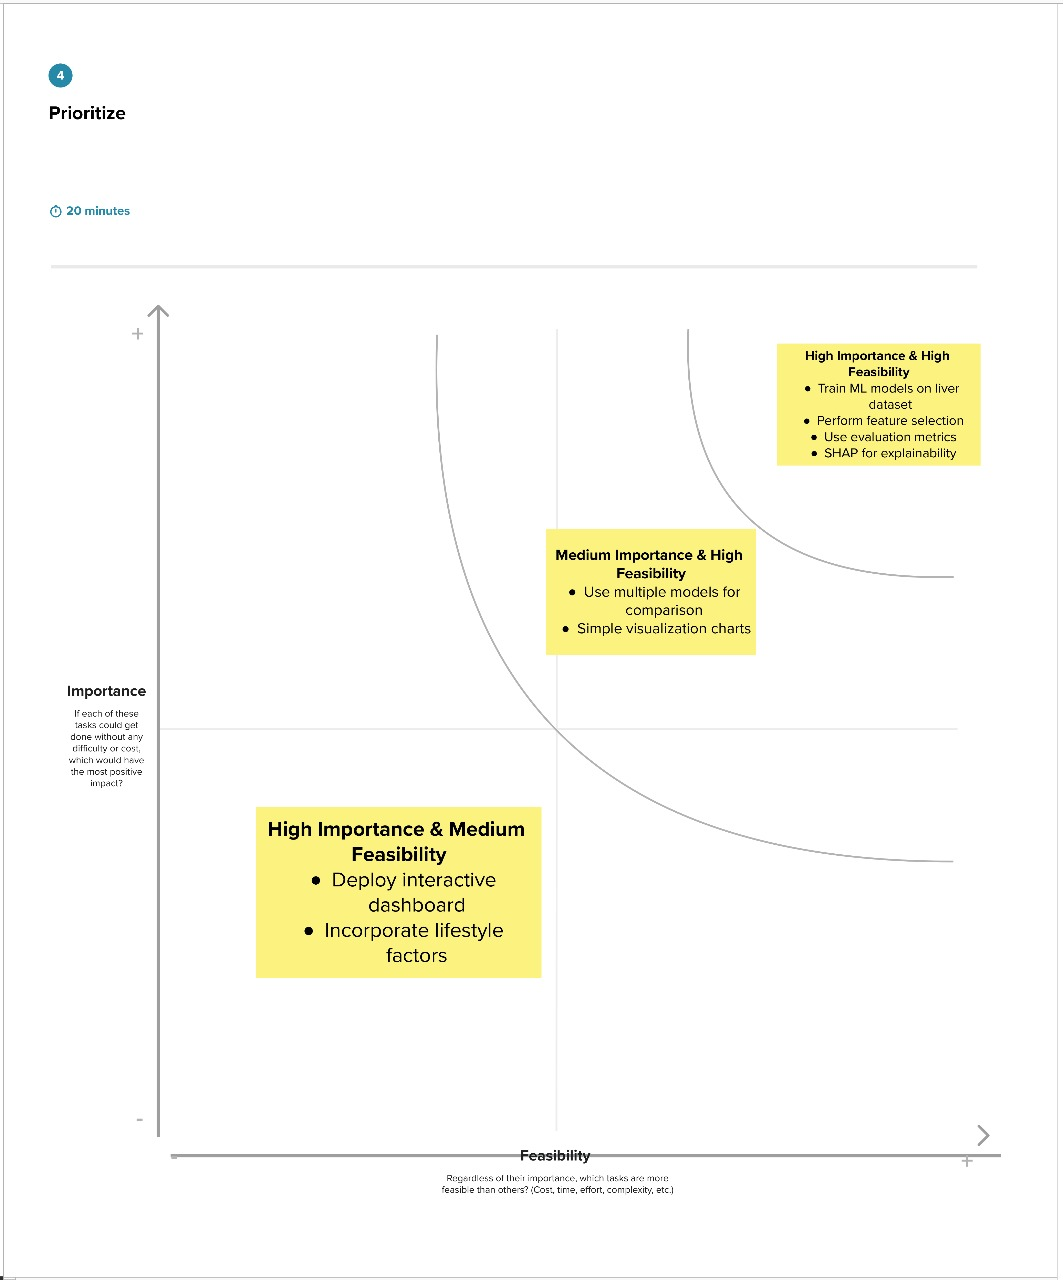 4
Prioritize
20 minutes
+
High Importance & High
Feasibility
● Train ML models on liver
dataset
● Perform feature selection
● Use evaluation metrics
● SHAP for explainability
Medium Importance & High
Feasibility
● Use multiple models for
comparison
● Simple visualization charts
Importance
If each of these
tasks could get
done without any
difficulty or cost,
which would have
the most positive
impact?
High Importance & Medium
Feasibility
● Deploy interactive
dashboard
● Incorporate lifestyle
factors
-
- Feasibility +
Regardless of their importance, which tasks are more
feasible than others? (Cost, time, effort, complexity, etc.)